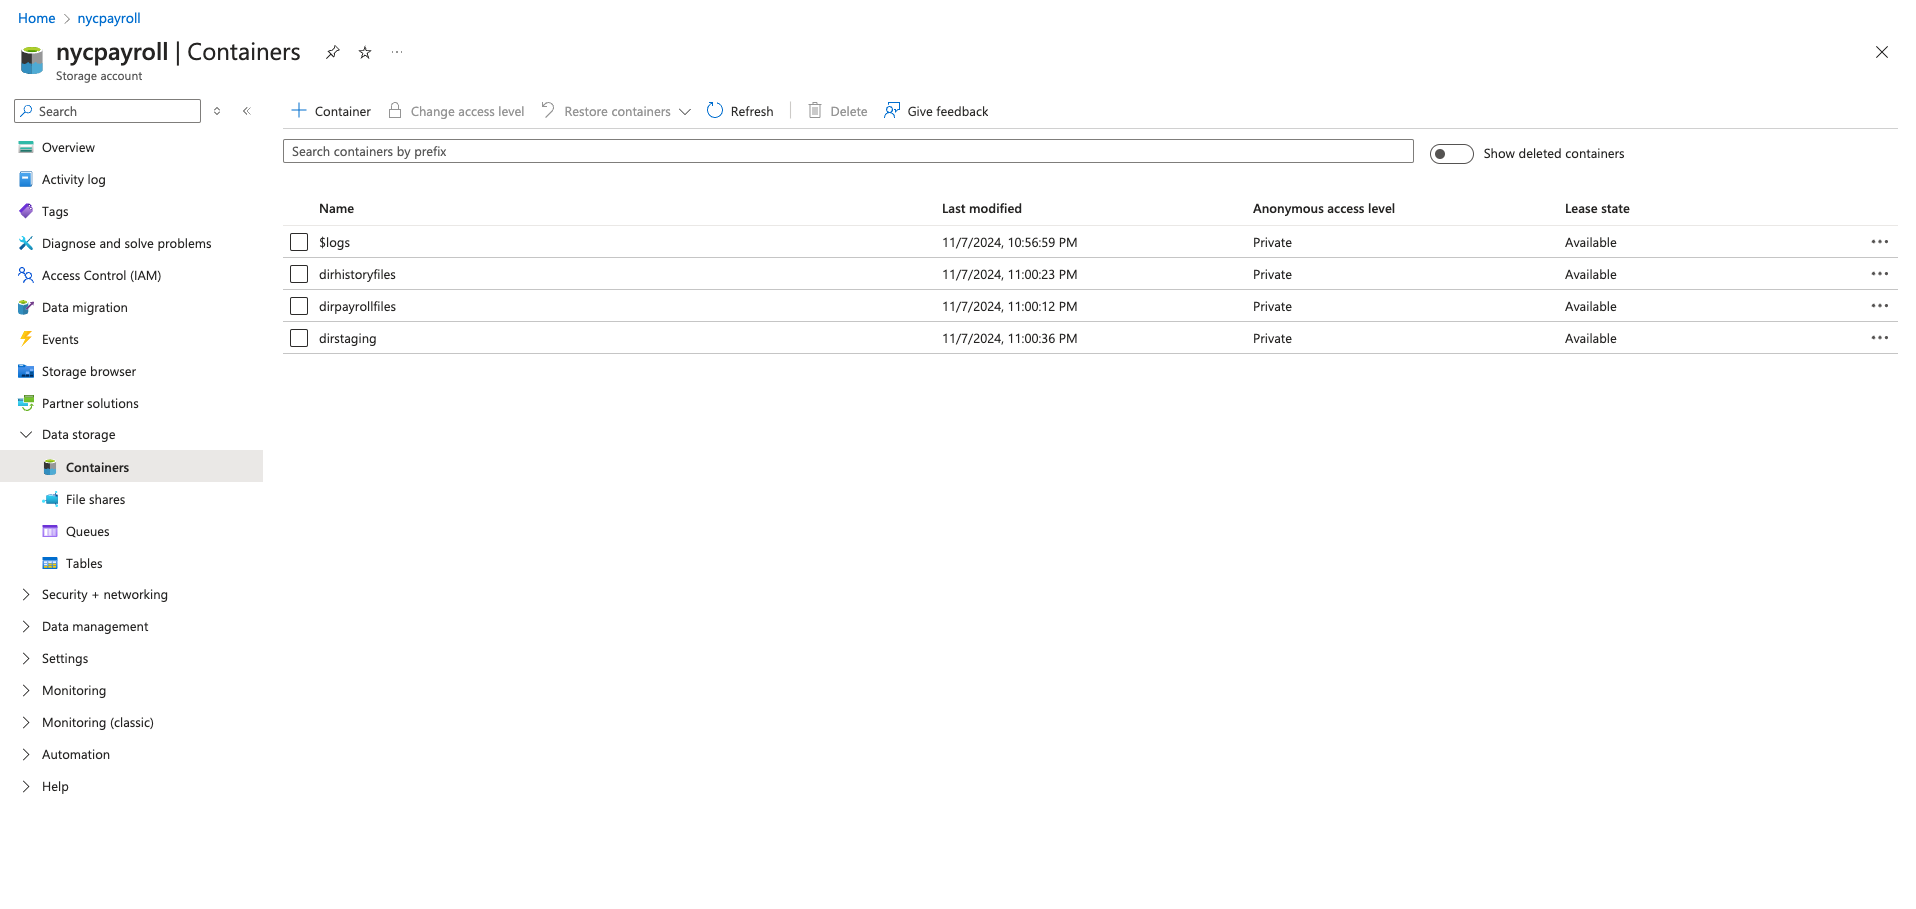 Home > nycpayroll
nycpayroll | Containers
Storage account
Search
Overview
Activity log
Tags
Diagnose and solve problems
Access Control (IAM)
Data migration
Events
Storage browser
Partner solutions
Data storage
Containers
File shares
Queues
Tables
Security + networking
Data management
Settings
Monitoring
Monitoring (classic)
Automation
Help
Container Change access level Restore containers Refresh Delete Give feedback
Search containers by prefix Show deleted containers
Name Last modified Anonymous access level Lease state
$logs 11/7/2024, 10:56:59 PM Private Available
dirhistoryfiles 11/7/2024, 11:00:23 PM Private Available
dirpayrollfiles 11/7/2024, 11:00:12 PM Private Available
dirstaging 11/7/2024, 11:00:36 PM Private Available